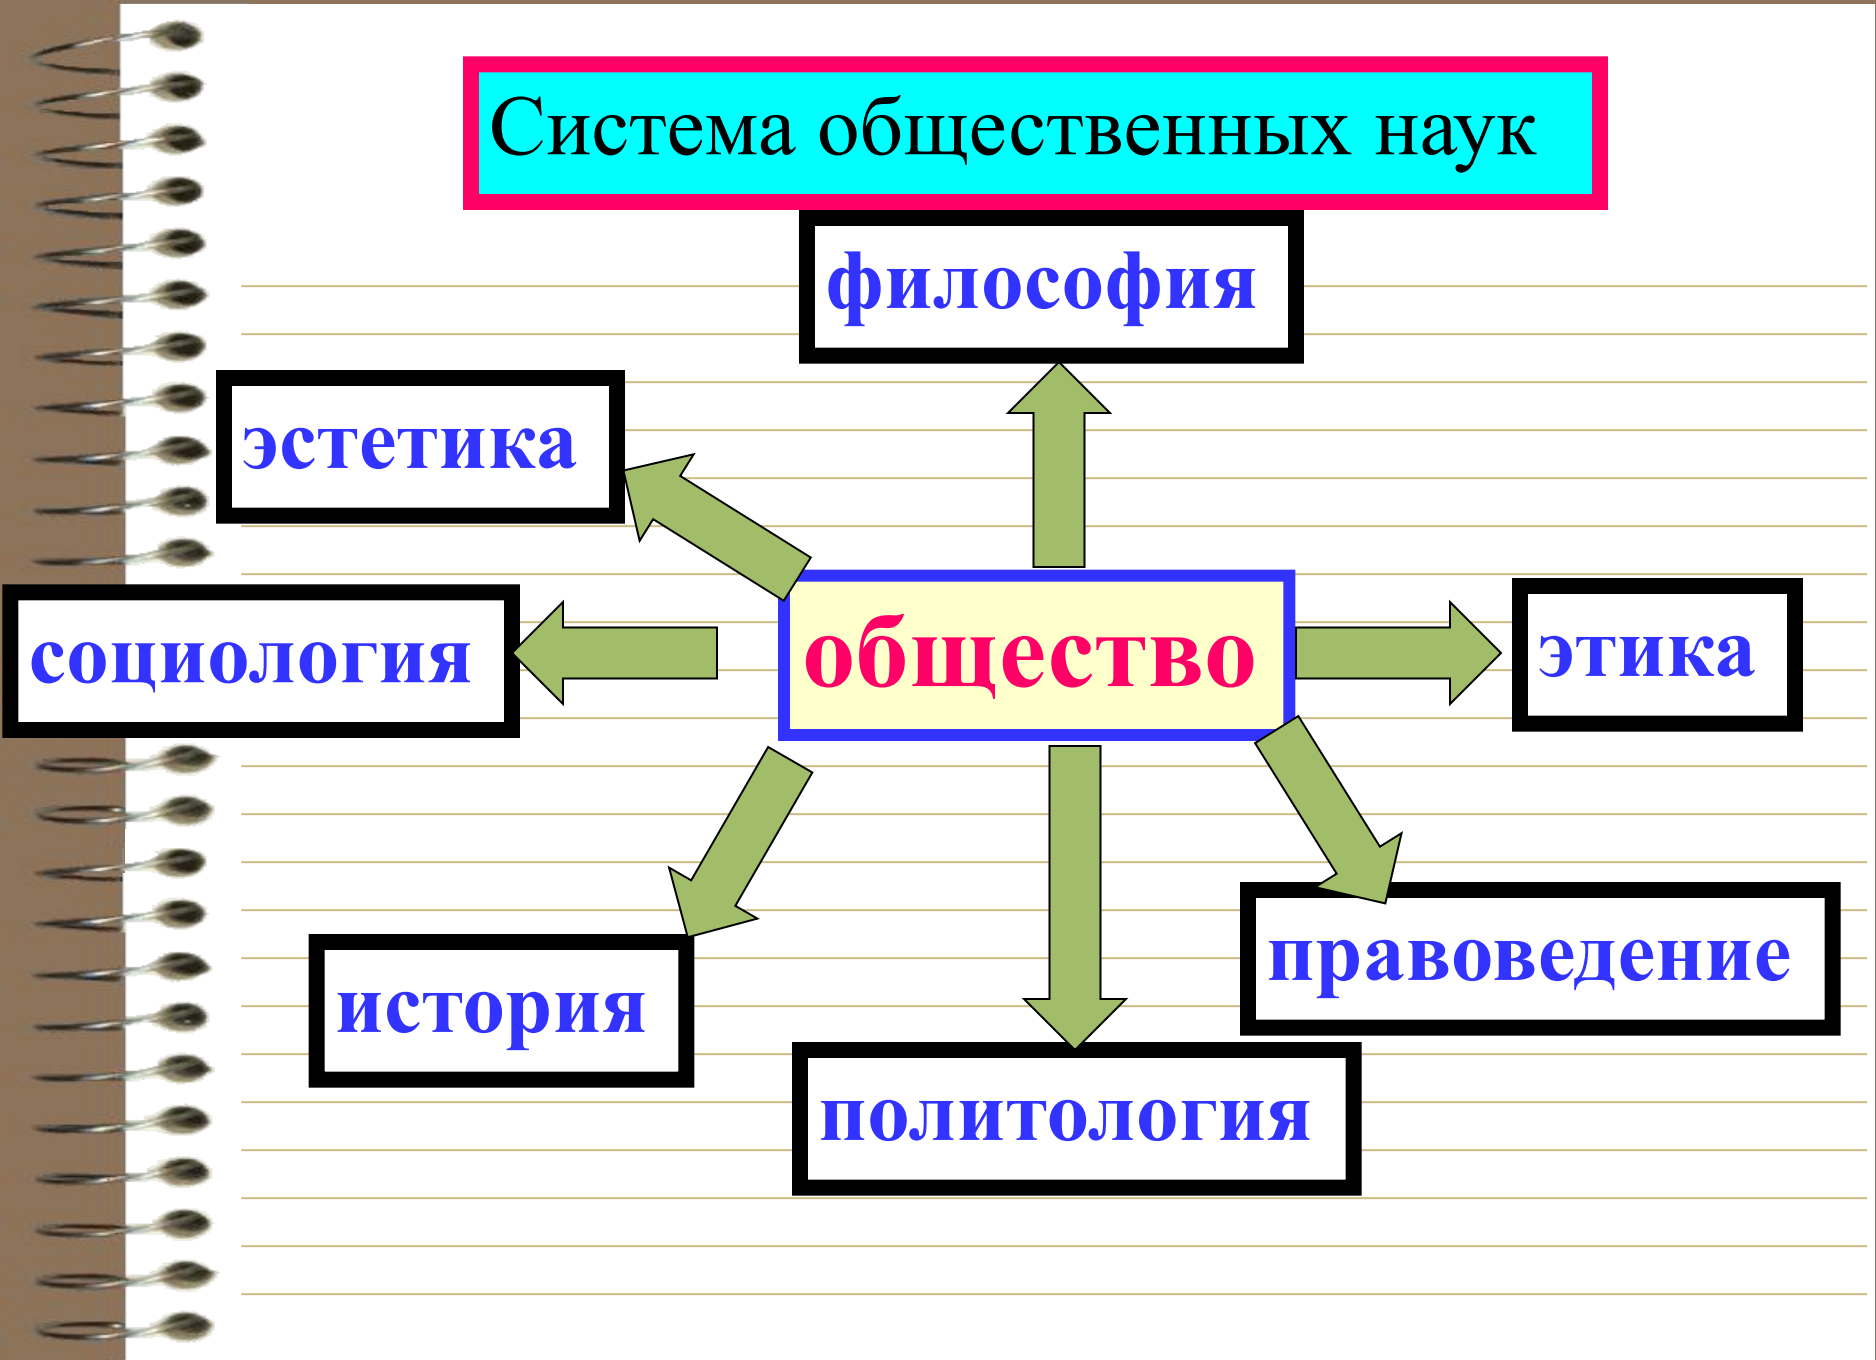 Система общественных наук
философия
эстетика
социология
общество
этика
история
правоведение
политология